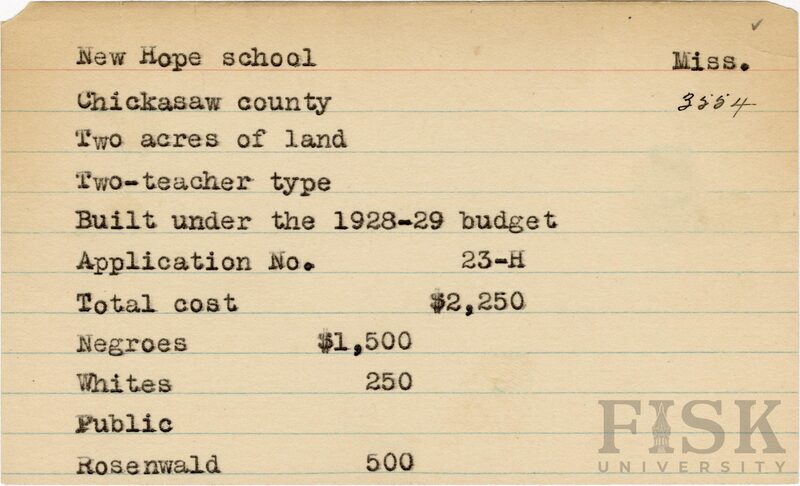 New Hope school Miss.
Chickasaw county 3554
Two acres of land
Two-teacher type
Built under the 1928-29 budget
Application No. 23-H
Total cost $2,250
Negroes $1,500
Whites 250
Public
Rosenwald 500
FISK
UNIVERSITY